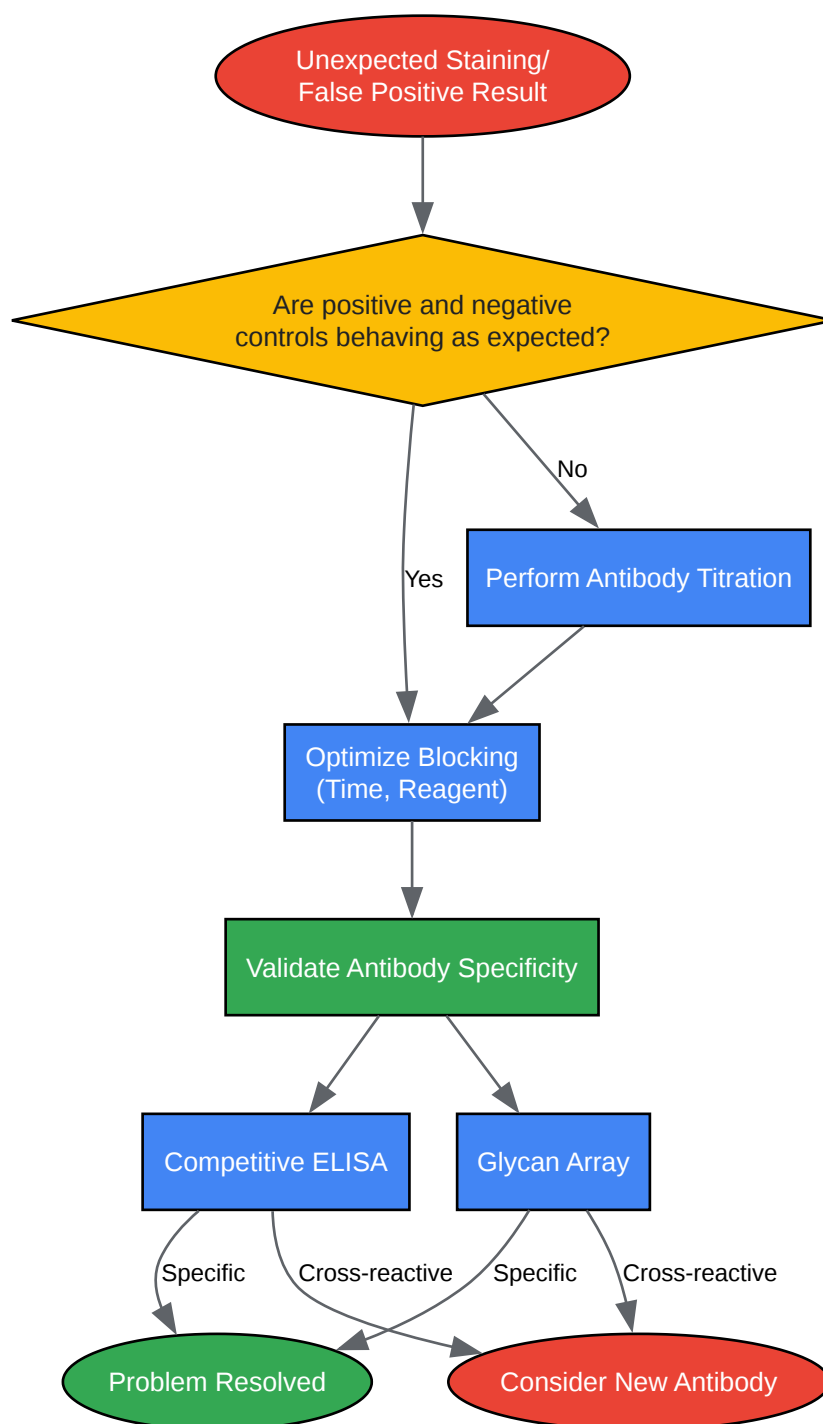 Unexpected Staining/
False Positive Result
Are positive and negative
controls behaving as expected?
No
Yes
Perform Antibody Titration
Optimize Blocking
(Time, Reagent)
Validate Antibody Specificity
Competitive ELISA
Glycan Array
Specific
Cross-reactive
Specific
Cross-reactive
Problem Resolved
Consider New Antibody